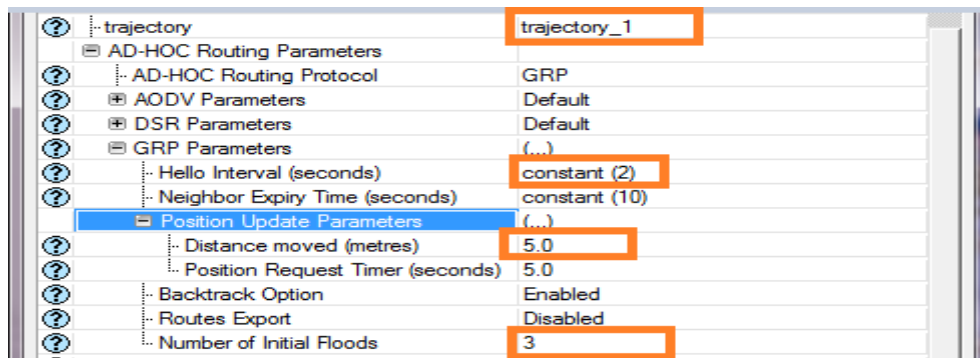 trajectory trajectory_1
AD-HOC Routing Parameters
AD-HOC Routing Protocol GRP
AODV Parameters Default
DSR Parameters Default
GRP Parameters (...)
Hello Interval (seconds) constant (2)
Neighbor Expiry Time (seconds) constant (10)
Position Update Parameters (...)
Distance moved (metres) 5.0
Position Request Timer (seconds) 5.0
Backtrack Option Enabled
Routes Export Disabled
Number of Initial Floods 3